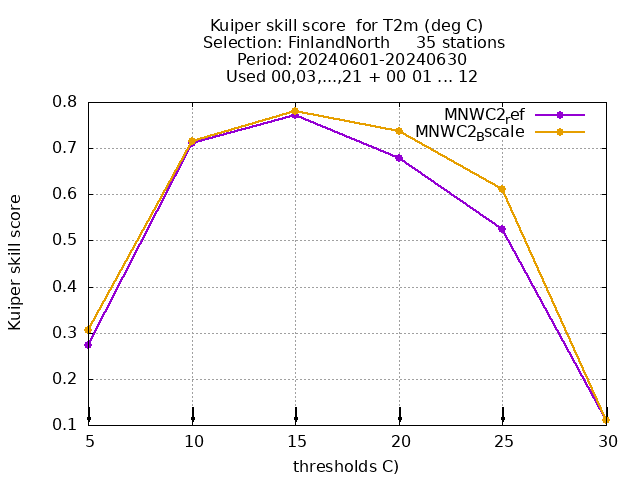 Kuiper skill score  for T2m (deg C)
Selection: FinlandNorth     35 stations
Period: 20240601-20240630
Used 00,03,...,21 + 00 01 ... 12
MNWC2ref
MNWC2Bscale
Kuiper skill score
0.8
0.7
0.6
0.5
0.4
0.3
0.2
0.1
5 10 15 20 25 30
thresholds C)